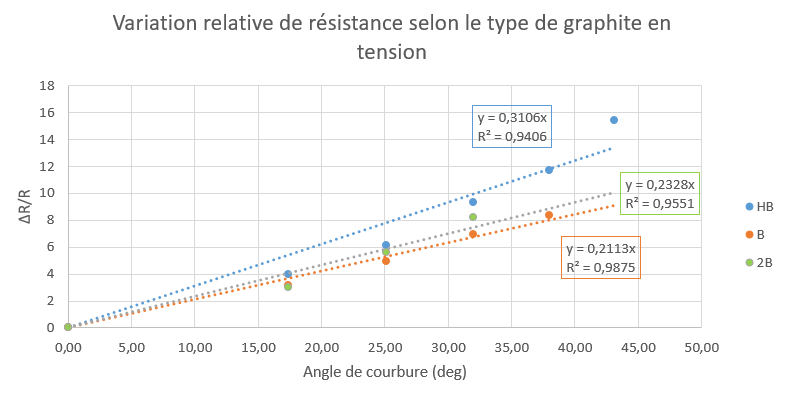 Variation relative de résistance selon le type de graphite en
tension
18
16
14
12
10
8
6
4
2
0
ΔR/R
y = 0,3106x
R² = 0,9406
y = 0,2328x
R² = 0,9551
y = 0,2113x
R² = 0,9875
HB
B
2B
0,00 5,00 10,00 15,00 20,00 25,00 30,00 35,00 40,00 45,00 50,00
Angle de courbure (deg)